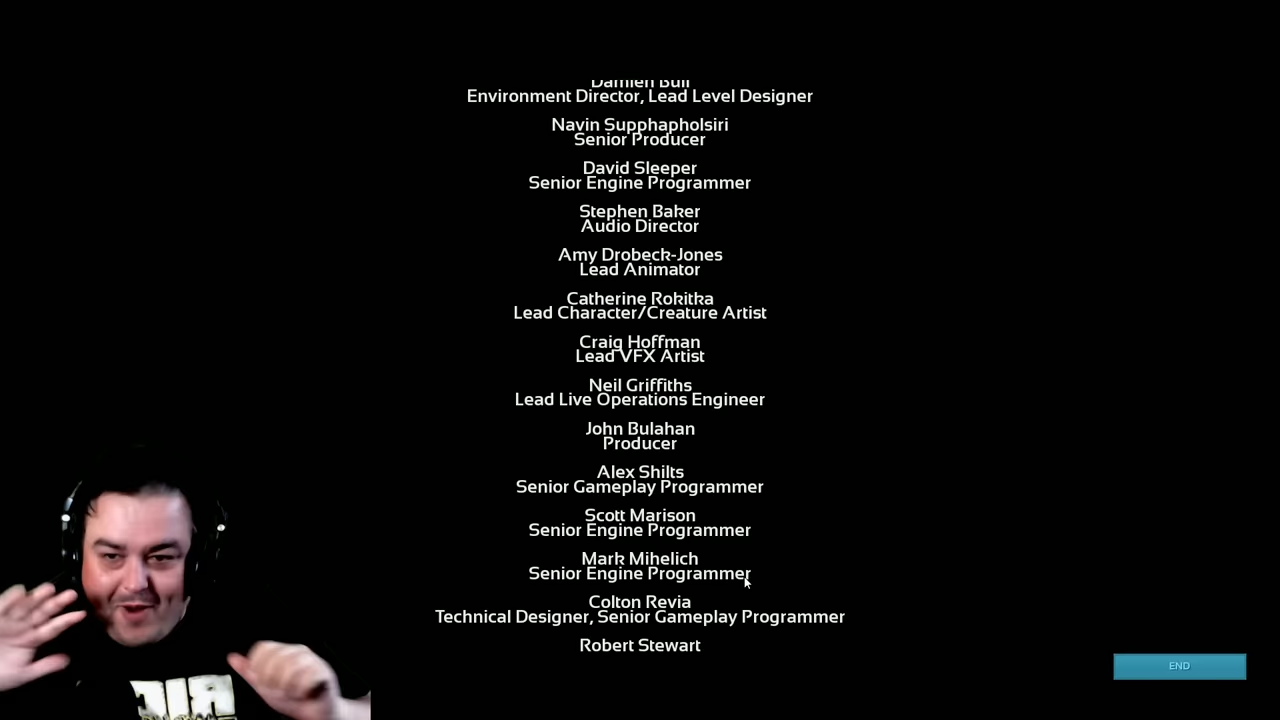 Damien Bull
Environment Director, Lead Level Designer
Navin Supphapholsiri
Senior Producer
David Sleeper
Senior Engine Programmer
Stephen Baker
Audio Director
Amy Drobeck-Jones
Lead Animator
Catherine Rokitka
Lead Character/Creature Artist
Craig Hoffman
Lead VFX Artist
Neil Griffiths
Lead Live Operations Engineer
John Bulahan
Producer
Alex Shilts
Senior Gameplay Programmer
Scott Marison
Senior Engine Programmer
Mark Mihelich
Senior Engine Programmer
Colton Revia
Technical Designer, Senior Gameplay Programmer
Robert Stewart
END